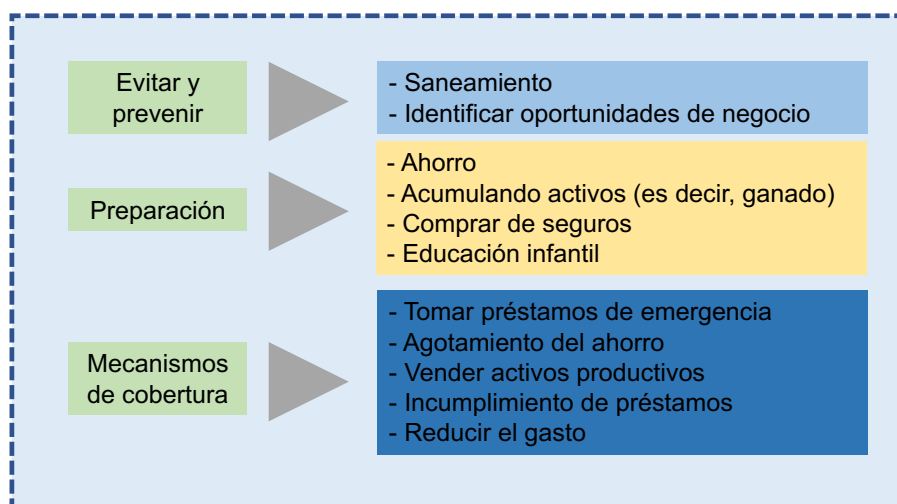 Evitar y
prevenir
- Saneamiento
- Identificar oportunidades de negocio
Preparación
- Ahorro
- Acumulando activos (es decir, ganado)
- Comprar de seguros
- Educación infantil
Mecanismos
de cobertura
- Tomar préstamos de emergencia
- Agotamiento del ahorro
- Vender activos productivos
- Incumplimiento de préstamos
- Reducir el gasto